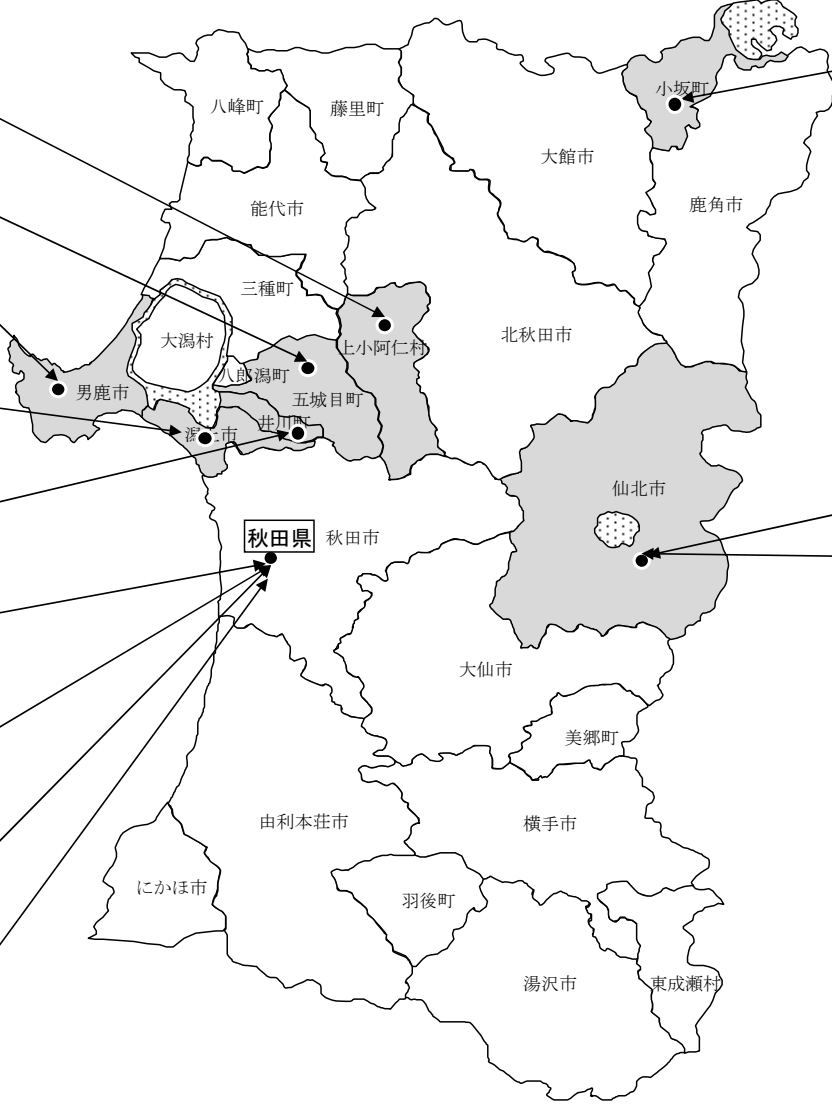 小坂町
八峰町
藤里町
大館市
鹿角市
能代市
三種町
北秋田市
大潟村
上小阿仁村
八郎潟町
男鹿市
五城目町
井川町
潟上市
仙北市
秋田県
秋田市
大仙市
美郷町
由利本荘市
横手市
にかほ市
羽後町
湯沢市
東成瀬村